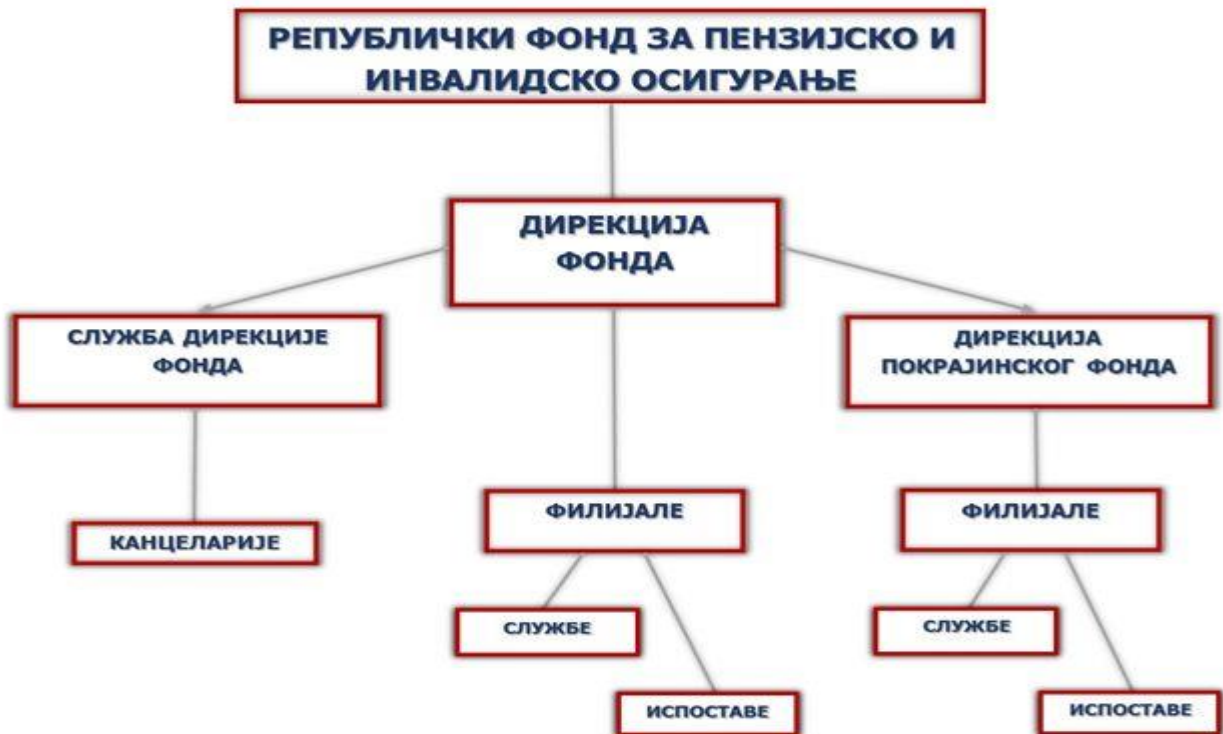 РЕПУБЛИЧКИ ФОНД ЗА ПЕНЗИЈСКО И
ИНВАЛИДСКО ОСИГУРАЊЕ
ДИРЕКЦИЈА
ФОНДА
СЛУЖБА ДИРЕКЦИЈЕ
ФОНДА
ДИРЕКЦИЈА
ПОКРАЈИНСКОГ ФОНДА
КАНЦЕЛАРИЈЕ
ФИЛИЈАЛЕ
ФИЛИЈАЛЕ
СЛУЖБЕ
СЛУЖБЕ
ИСПОСТАВЕ
ИСПОСТАВЕ